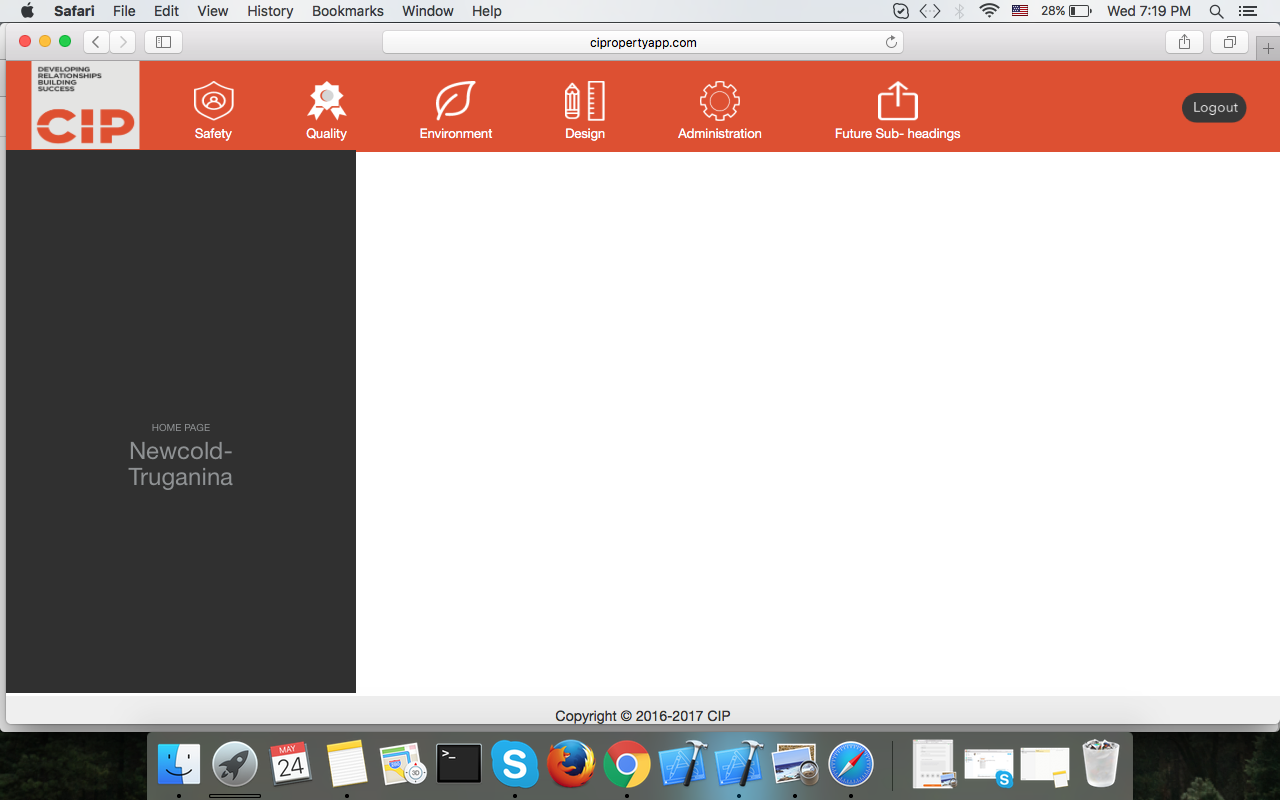 Safari File Edit View History Bookmarks Window Help 28% Wed 7:19 PM
cipropertyapp.com
DEVELOPING
RELATIONSHIPS
BUILDING
SUCCESS
CIP
Safety
Quality
Environment
Design
Administration
Future Sub- headings
Logout
HOME PAGE
Newcold-
Truganina
Copyright © 2016-2017 CIP
MAY
24
3D
>_
S
S